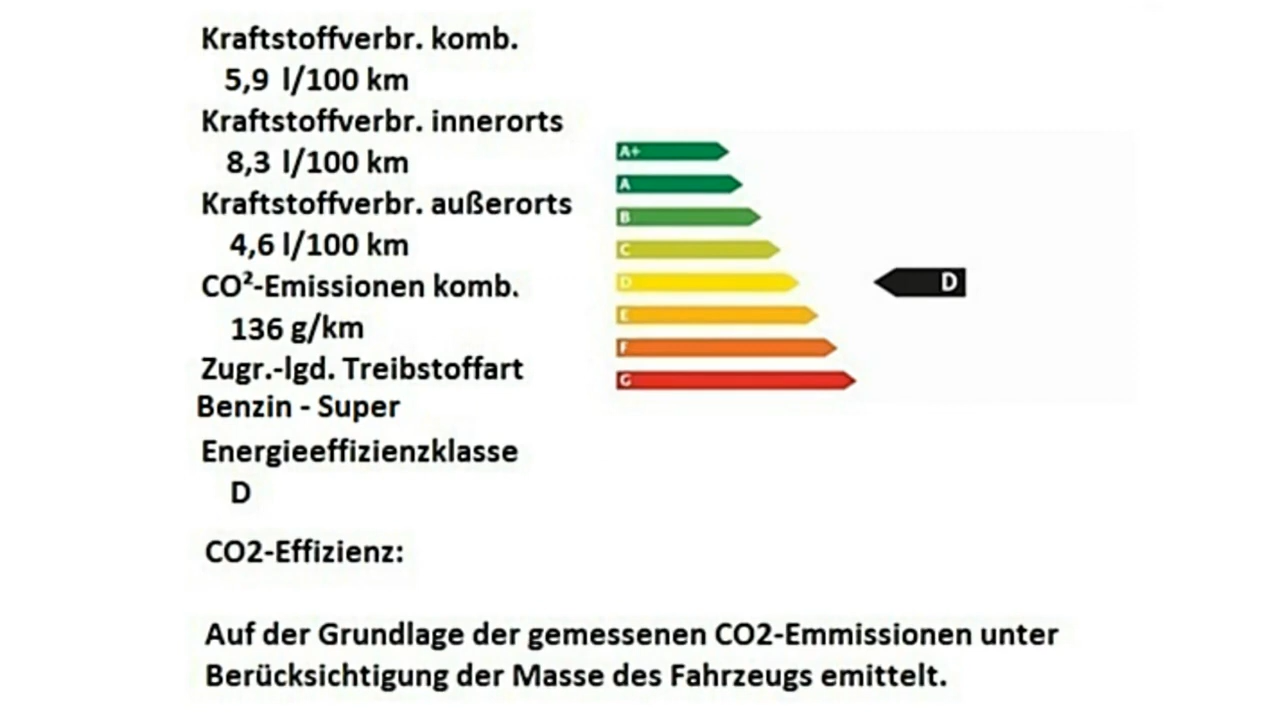 Kraftstoffverbr. komb.
5,9 l/100 km
Kraftstoffverbr. innerorts
8,3 l/100 km
Kraftstoffverbr. außerorts
4,6 l/100 km
CO²-Emissionen komb.
136 g/km
Zugr.-lgd. Treibstoffart
Benzin - Super
Energieeffizienzklasse
D
A+
A
B
C
D
D
E
F
G
CO2-Effizienz:
Auf der Grundlage der gemessenen CO2-Emmissionen unter
Berücksichtigung der Masse des Fahrzeugs emittelt.